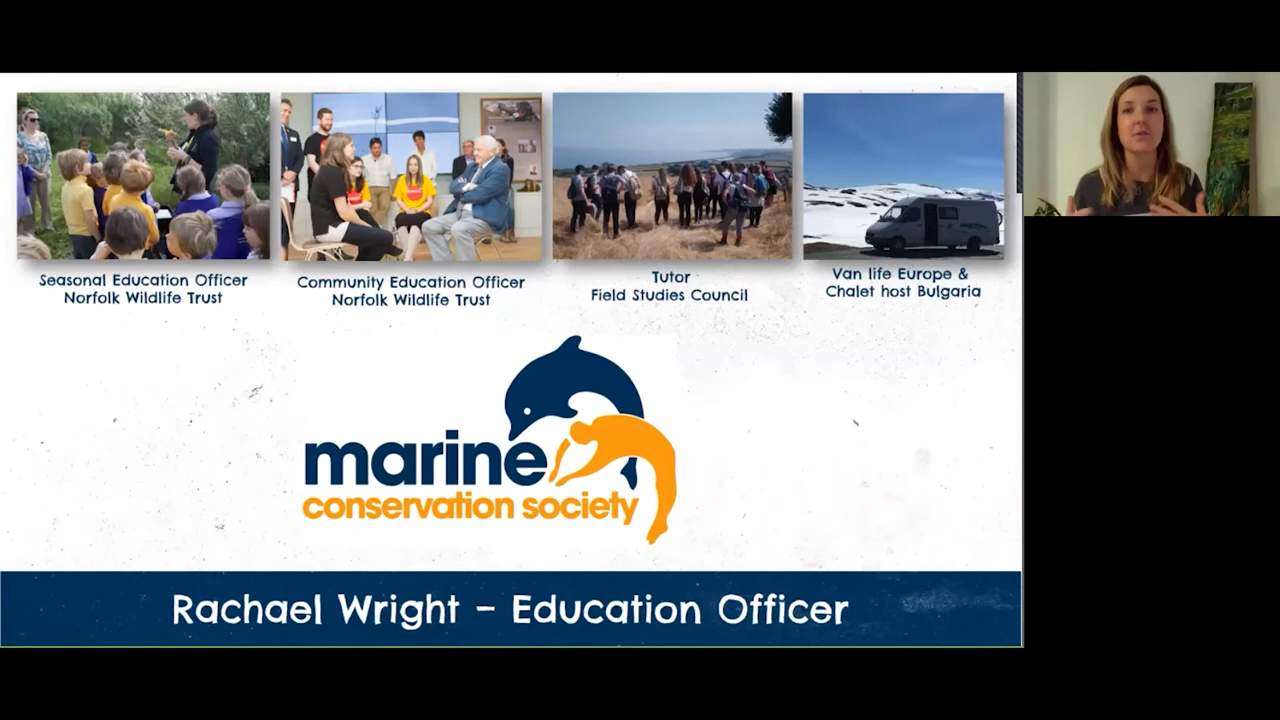 Seasonal Education Officer
Norfolk Wildlife Trust
Community Education Officer
Norfolk Wildlife Trust
Tutor
Field Studies Council
Van life Europe &
Chalet host Bulgaria
marine
conservation society
Rachael Wright – Education Officer